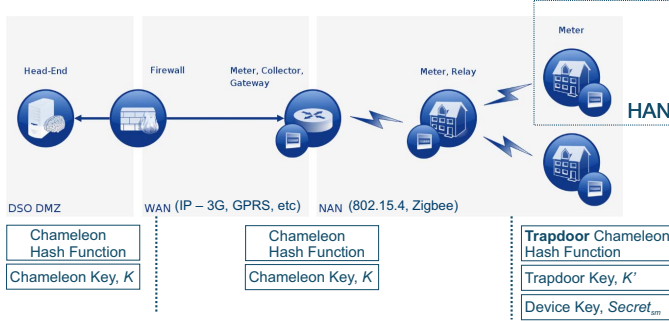 Meter
Head-End
Firewall
Meter, Collector,
Gateway
Meter, Relay
HAN
DSO DMZ
WAN (IP – 3G, GPRS, etc)
NAN (802.15.4, Zigbee)
Chameleon
Hash Function
Chameleon Key, K
Chameleon
Hash Function
Chameleon Key, K
Trapdoor Chameleon
Hash Function
Trapdoor Key, K'
Device Key, Secret_sm